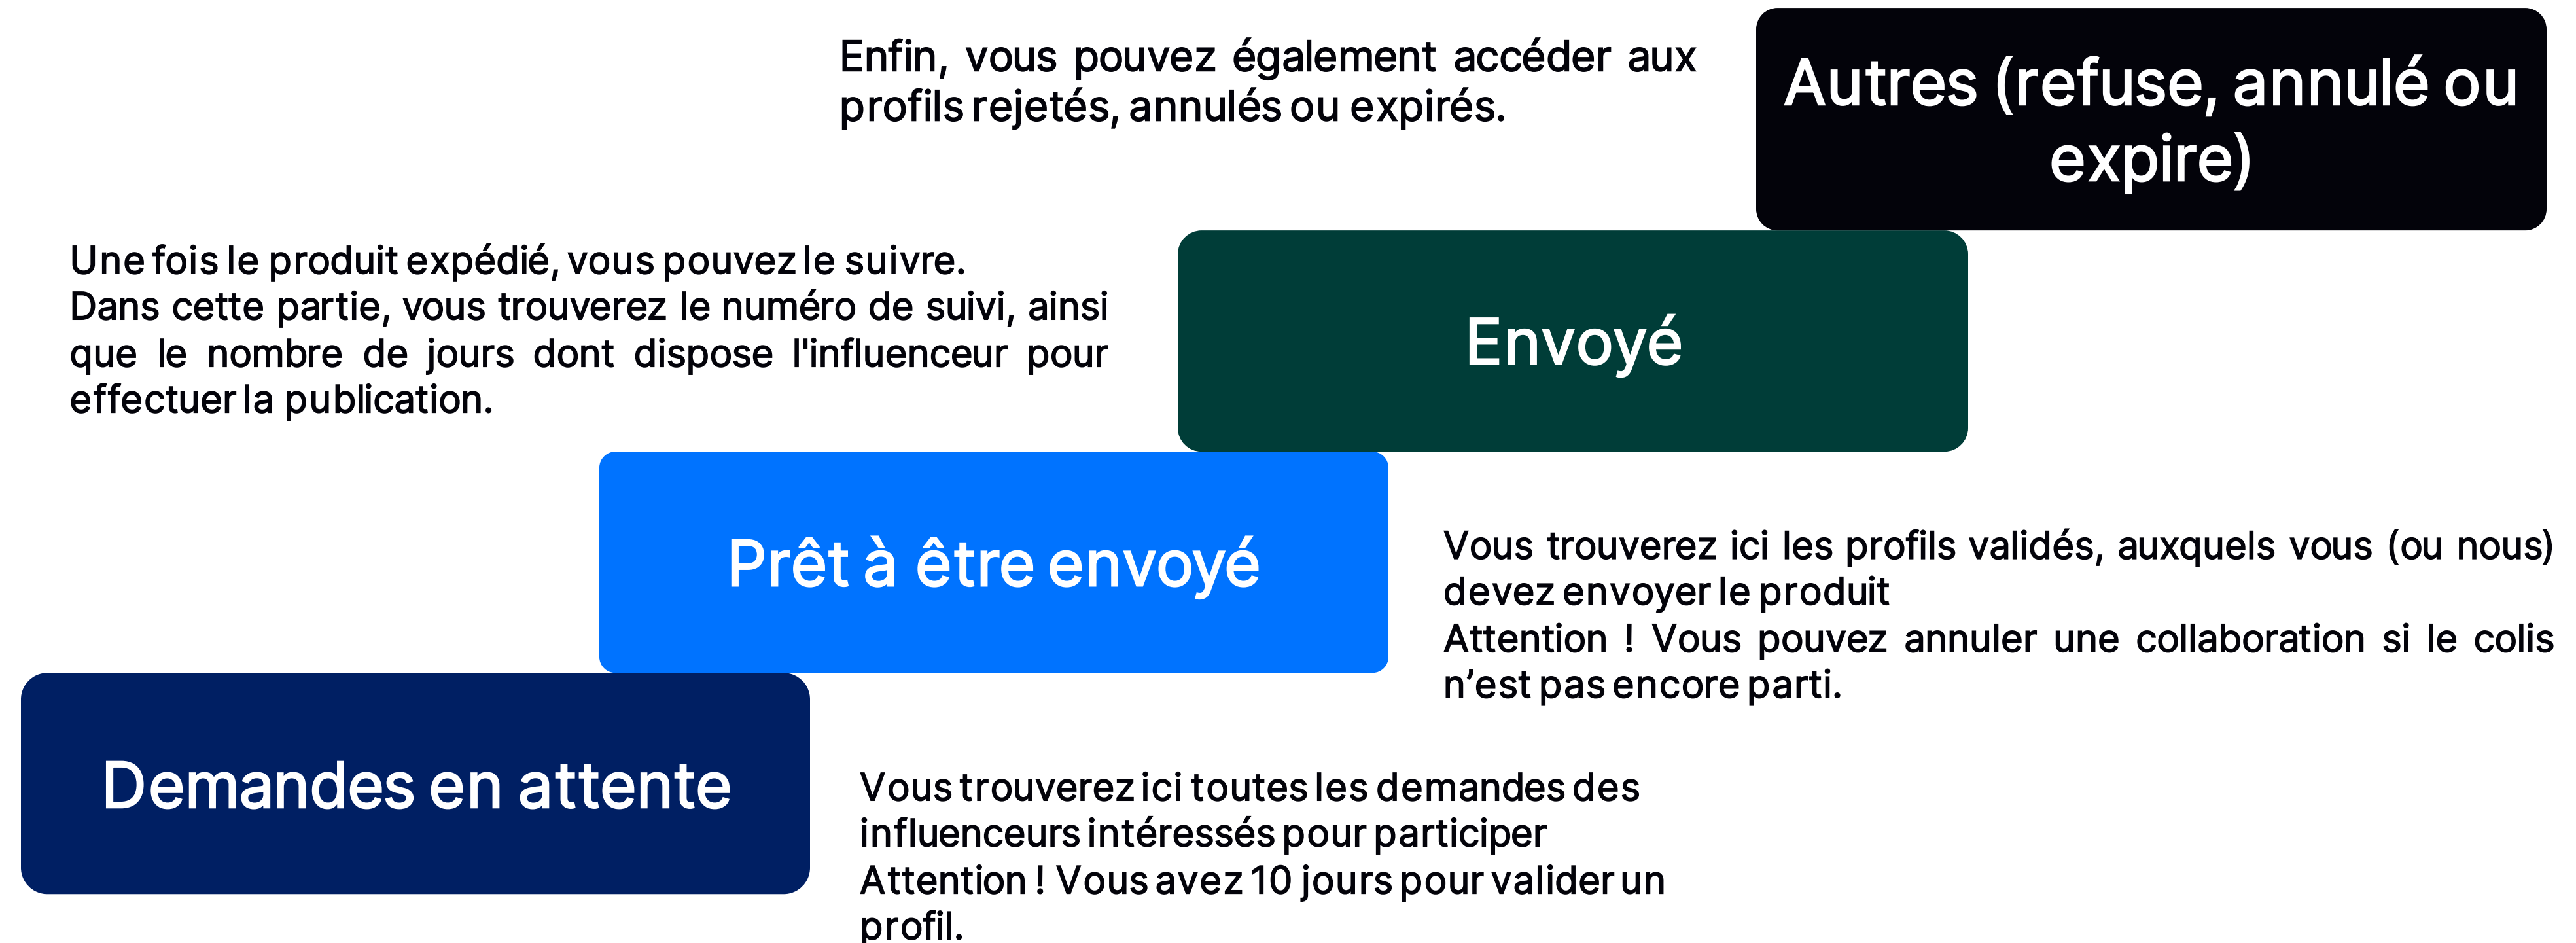 Enfin, vous pouvez également accéder aux
profils rejetés, annulés ou expirés.
Autres (refuse, annulé ou
expire)
Une fois le produit expédié, vous pouvez le suivre.
Dans cette partie, vous trouverez le numéro de suivi, ainsi
que le nombre de jours dont dispose l'influenceur pour
effectuer la publication.
Envoyé
Prêt à être envoyé
Vous trouverez ici les profils validés, auxquels vous (ou nous)
devez envoyer le produit
Attention ! Vous pouvez annuler une collaboration si le colis
n’est pas encore parti.
Demandes en attente
Vous trouverez ici toutes les demandes des
influenceurs intéressés pour participer
Attention ! Vous avez 10 jours pour valider un
profil.